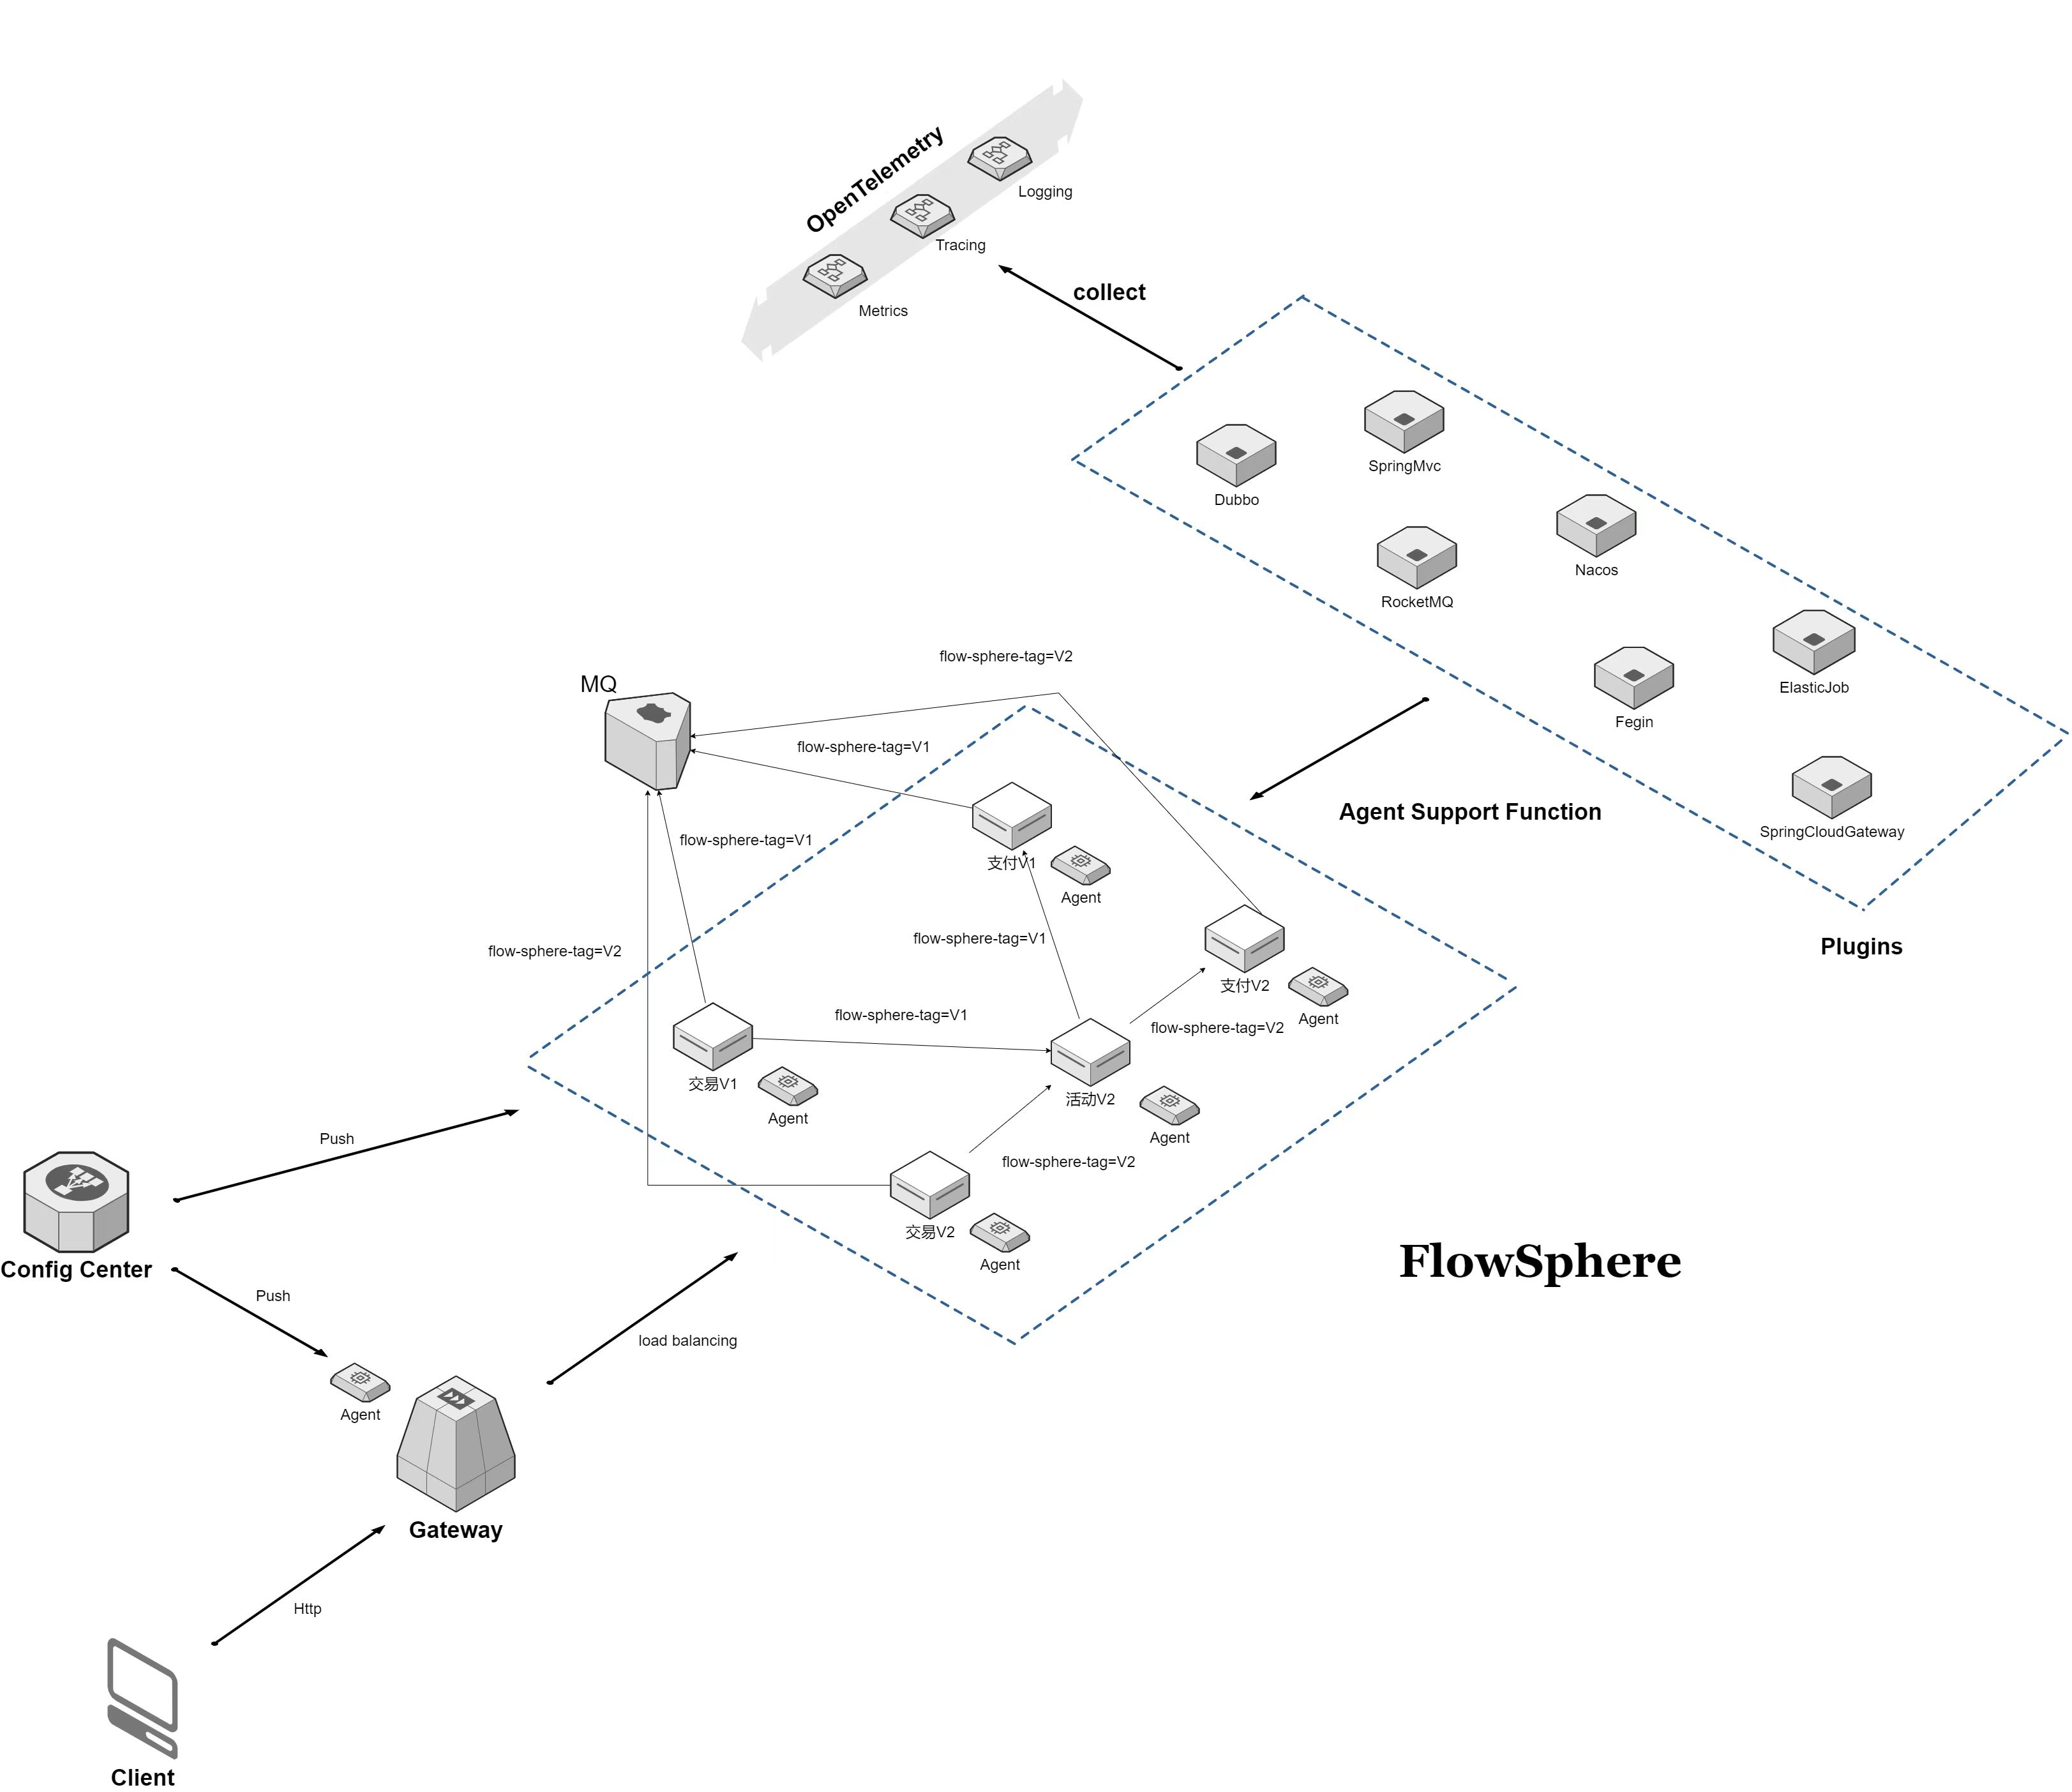 OpenTelemetry
Logging
Tracing
Metrics
collect
SpringMvc
Dubbo
Nacos
RocketMQ
ElasticJob
Fegin
SpringCloudGateway
Plugins
Agent Support Function
MQ
flow-sphere-tag=V2
flow-sphere-tag=V1
flow-sphere-tag=V1
支付V1
Agent
flow-sphere-tag=V2
flow-sphere-tag=V1
支付V2
Agent
flow-sphere-tag=V1
flow-sphere-tag=V2
交易V1
Agent
活动V2
Agent
flow-sphere-tag=V2
交易V2
Agent
Push
Config Center
Push
FlowSphere
load balancing
Agent
Gateway
Http
Client